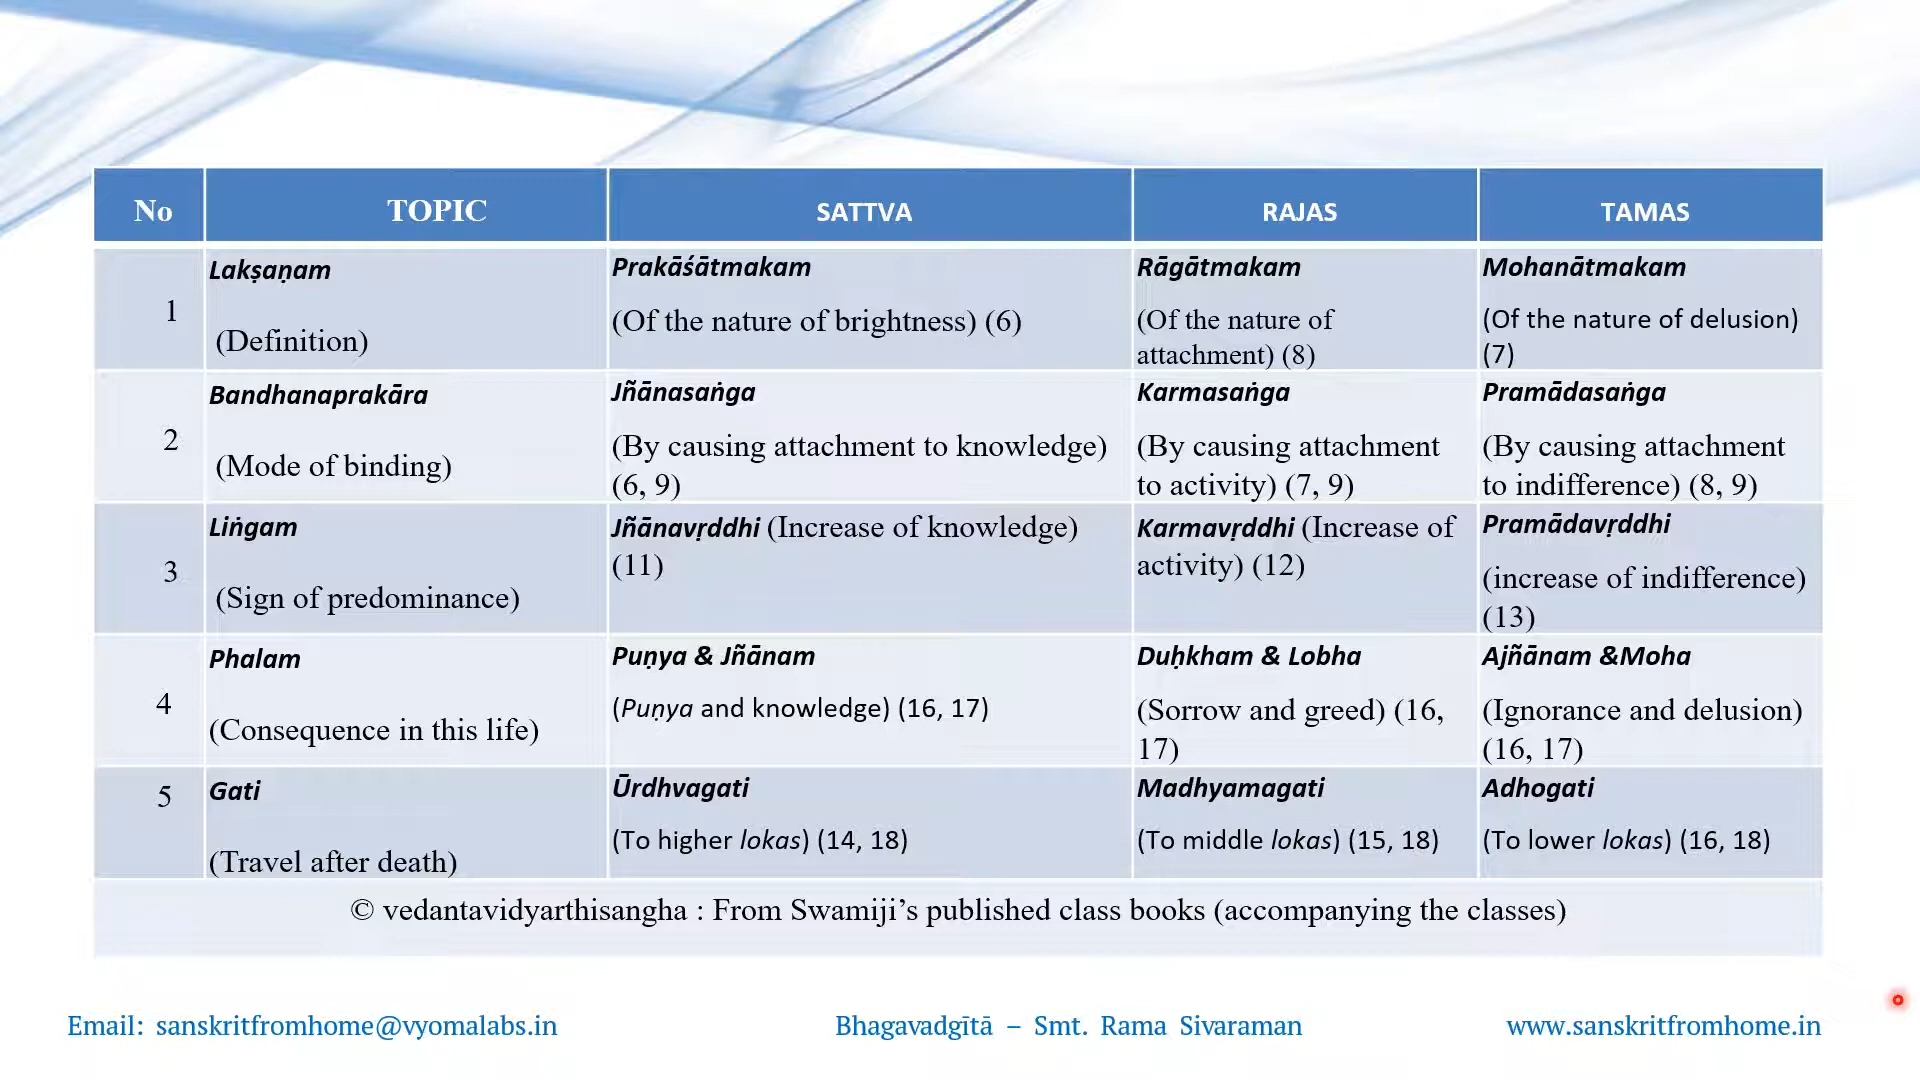 No TOPIC SATTVA RAJAS TAMAS
1
Lakṣaṇam
(Definition)
Prakāśātmakam
(Of the nature of brightness) (6)
Rāgātmakam
(Of the nature of
attachment) (8)
Mohanātmakam
(Of the nature of delusion)
(7)
2
Bandhanaprakāra
(Mode of binding)
Jñānasaṅga
(By causing attachment to knowledge)
(6, 9)
Karmasaṅga
(By causing attachment
to activity) (7, 9)
Pramādasaṅga
(By causing attachment
to indifference) (8, 9)
3
Liṅgam
(Sign of predominance)
Jñānavṛddhi (Increase of knowledge)
(11)
Karmavṛddhi (Increase of
activity) (12)
Pramādavṛddhi
(increase of indifference)
(13)
4
Phalam
(Consequence in this life)
Puṇya & Jñānam
(Puṇya and knowledge) (16, 17)
Duḥkham & Lobha
(Sorrow and greed) (16,
17)
Ajñānam &Moha
(Ignorance and delusion)
(16, 17)
5
Gati
(Travel after death)
Ūrdhvagati
(To higher lokas) (14, 18)
Madhyamagati
(To middle lokas) (15, 18)
Adhogati
(To lower lokas) (16, 18)
© vedantavidyarthisangha : From Swamiji’s published class books (accompanying the classes)
Email: sanskritfromhome@vyomalabs.in
Bhagavadgītā – Smt. Rama Sivaraman
www.sanskritfromhome.in